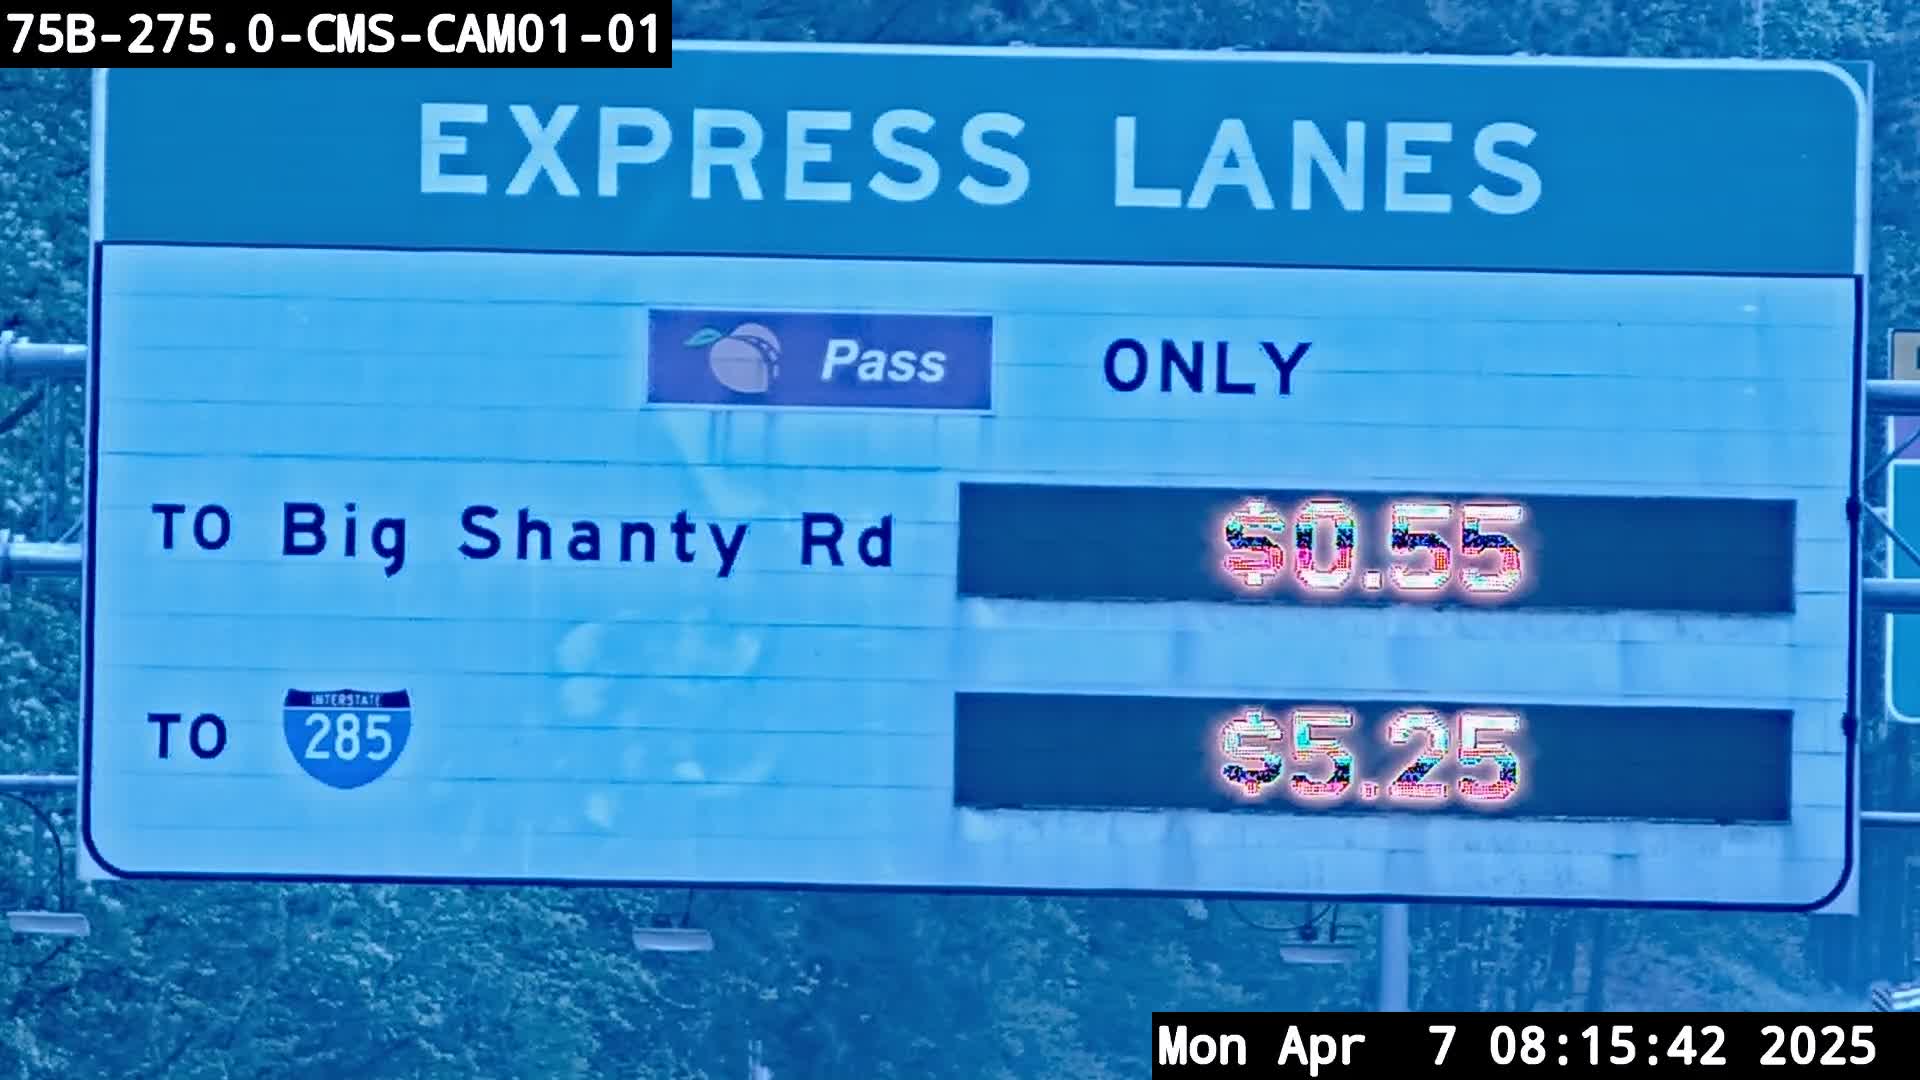 75B-275.0-CMS-CAM01-01
EXPRESS LANES
Pass ONLY
TO Big Shanty Rd $0.55
TO INTERSTATE 285 $5.25
Mon Apr 7 08:15:42 2025